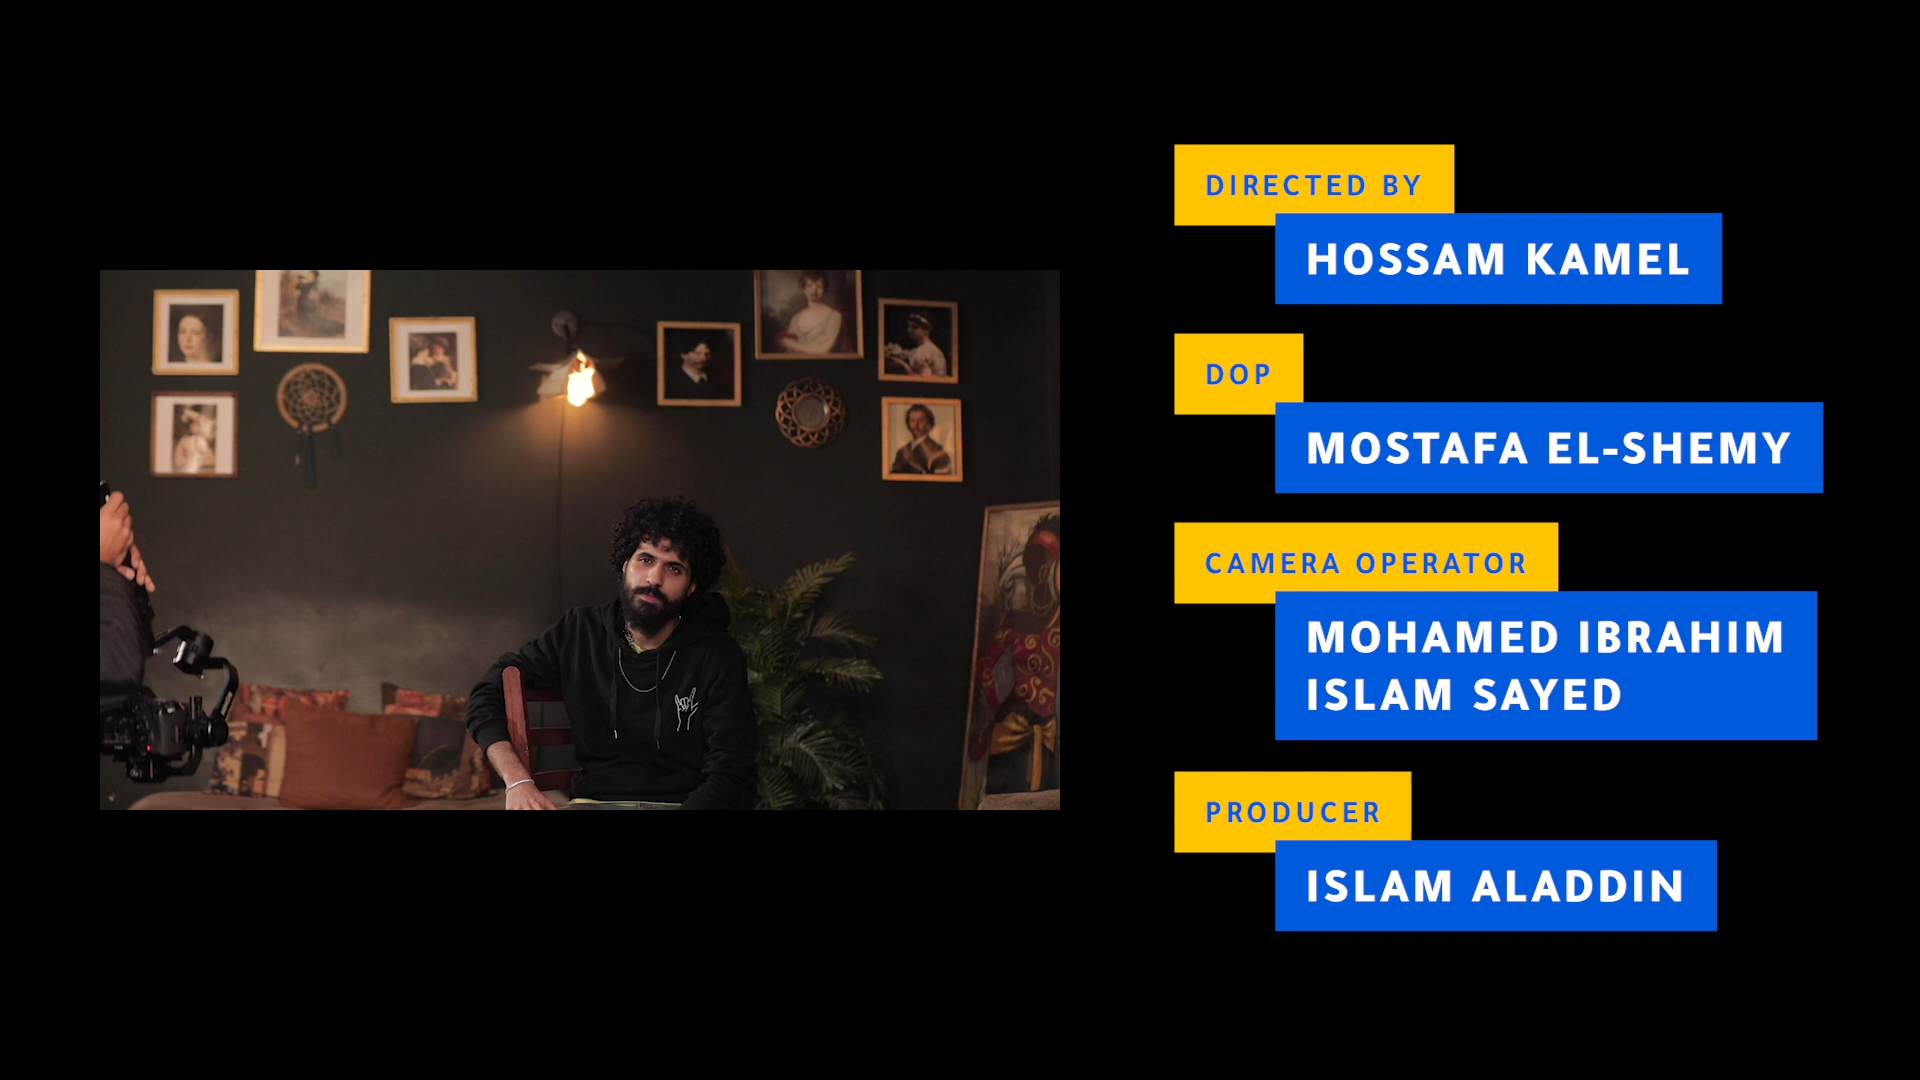 DIRECTED BY
HOSSAM KAMEL
DOP
MOSTAFA EL-SHEMY
CAMERA OPERATOR
MOHAMED IBRAHIM
ISLAM SAYED
PRODUCER
ISLAM ALADDIN